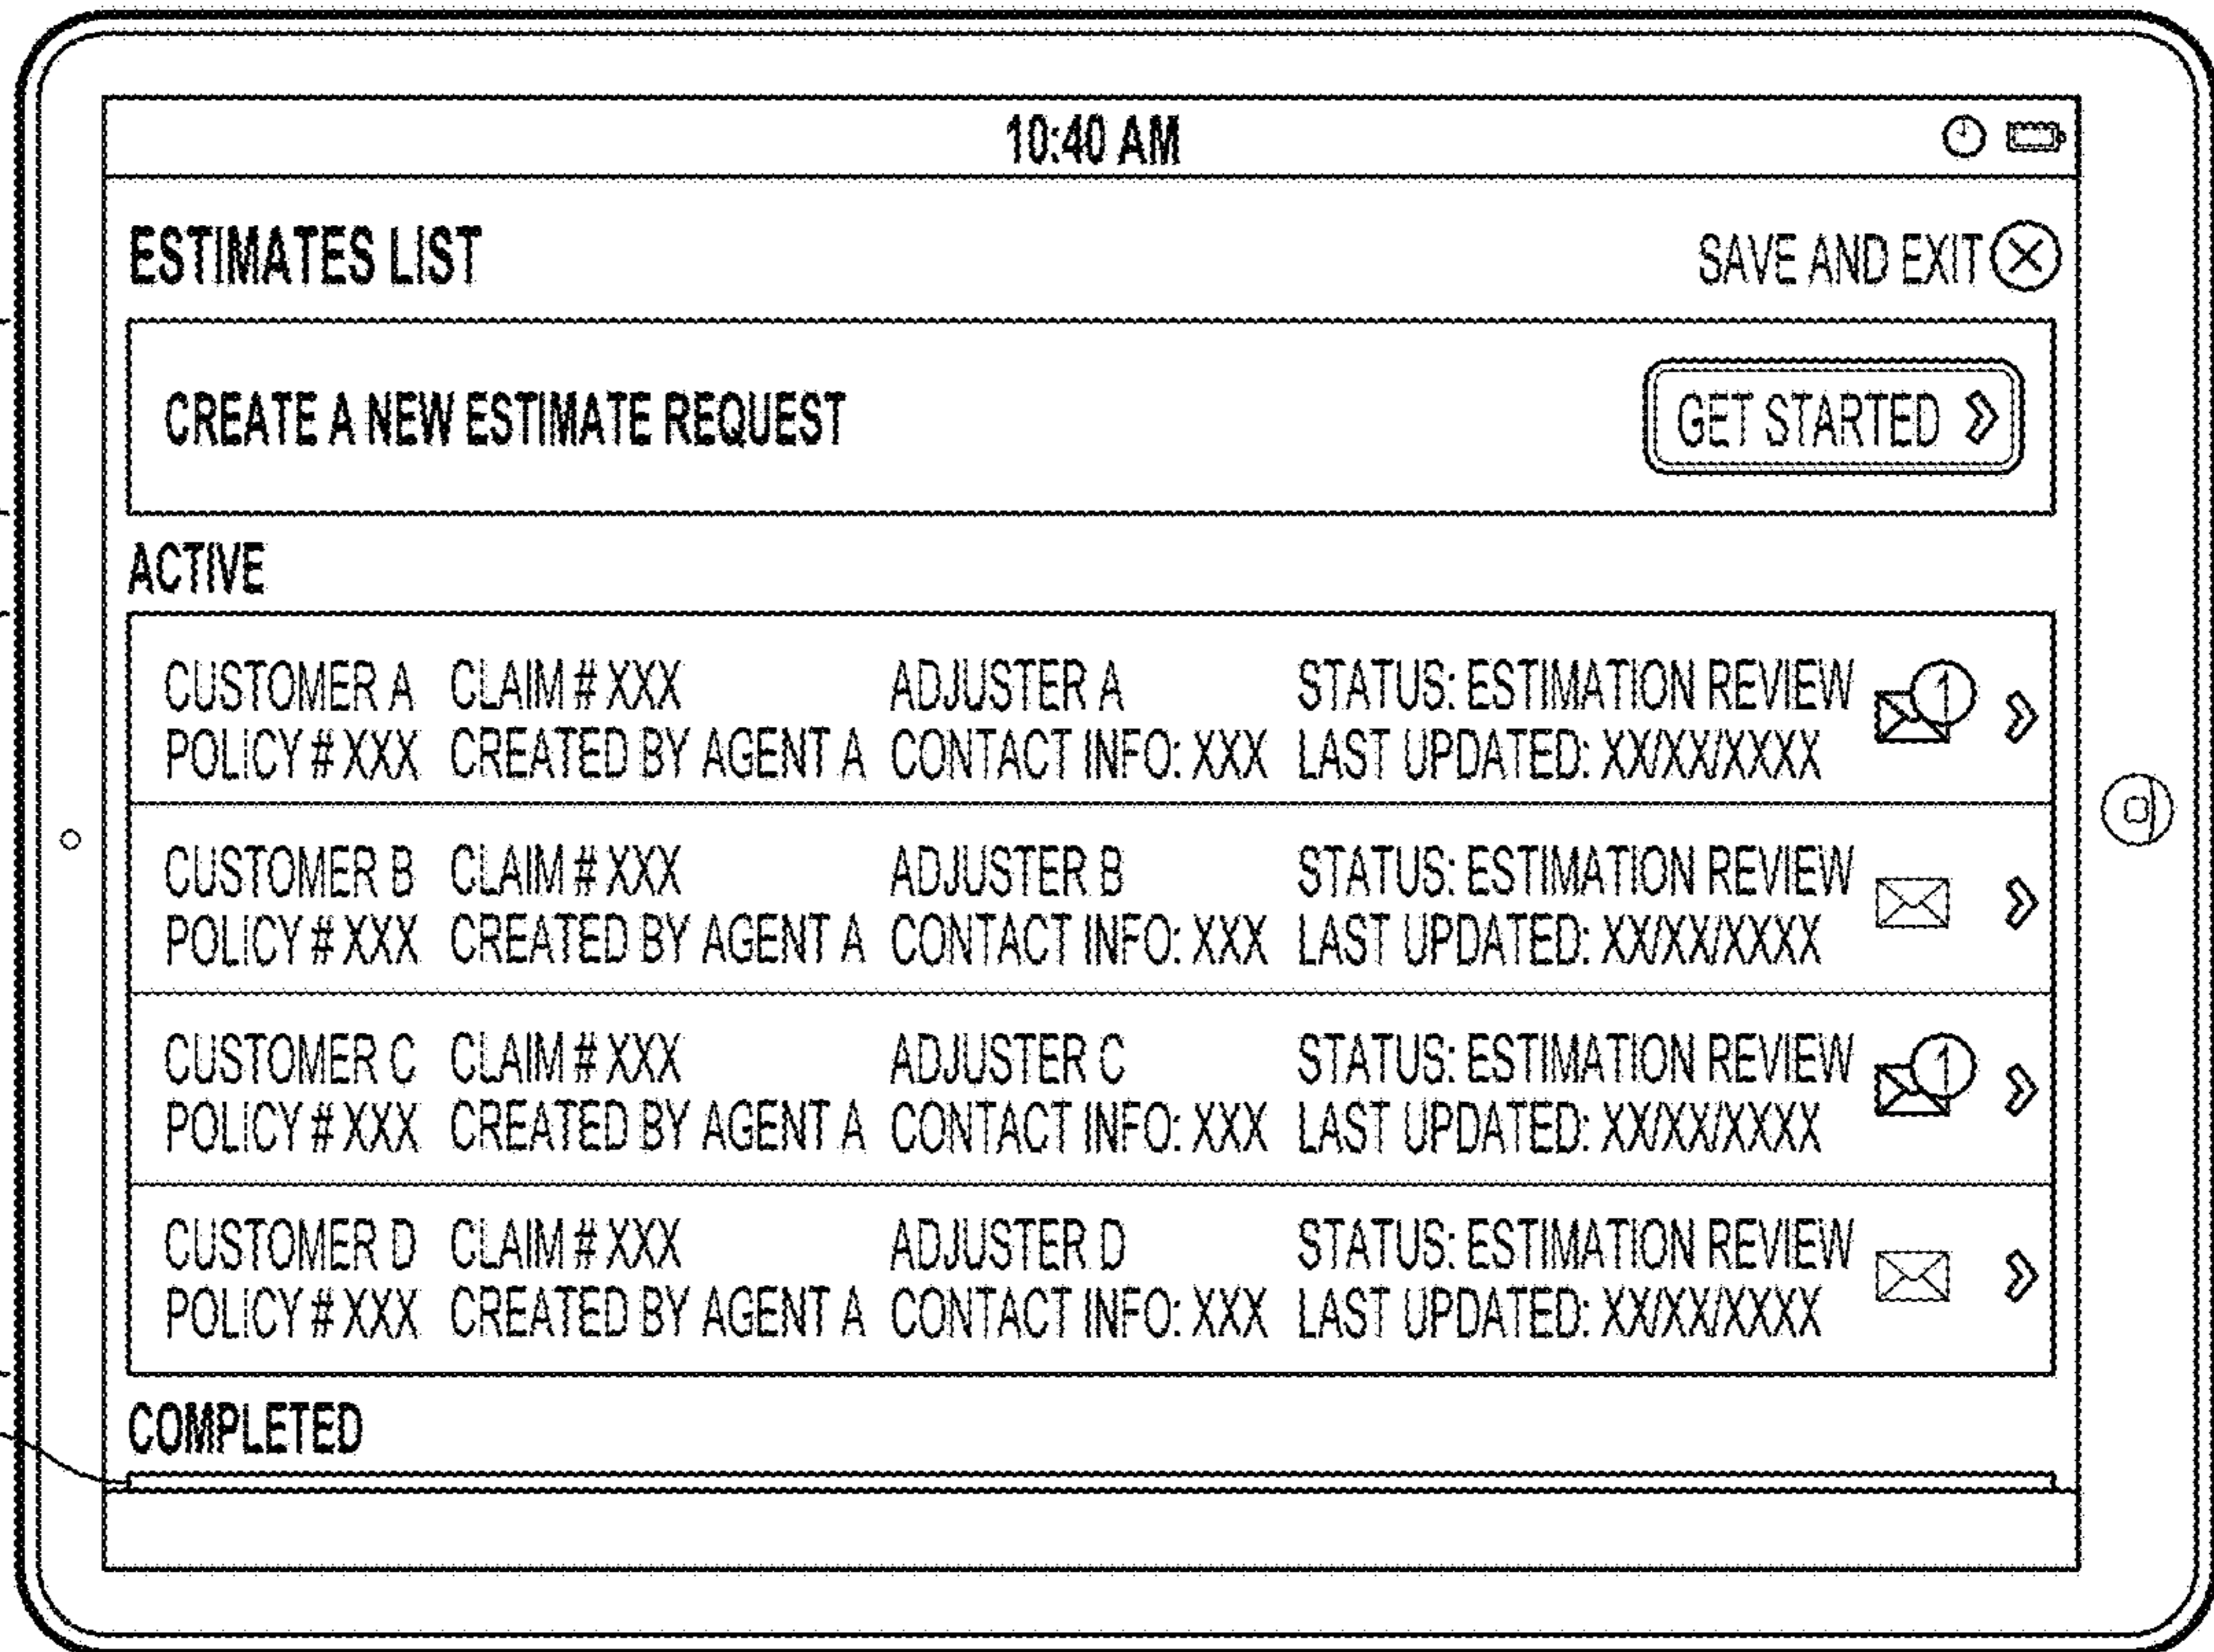 10:40 AM
ESTIMATES LIST SAVE AND EXIT
CREATE A NEW ESTIMATE REQUEST GET STARTED
ACTIVE
CUSTOMER A CLAIM # XXX ADJUSTER A STATUS: ESTIMATION REVIEW 1
POLICY # XXX CREATED BY AGENT A CONTACT INFO: XXX LAST UPDATED: XX/XX/XXXX
CUSTOMER B CLAIM # XXX ADJUSTER B STATUS: ESTIMATION REVIEW
POLICY # XXX CREATED BY AGENT A CONTACT INFO: XXX LAST UPDATED: XX/XX/XXXX
CUSTOMER C CLAIM # XXX ADJUSTER C STATUS: ESTIMATION REVIEW 1
POLICY # XXX CREATED BY AGENT A CONTACT INFO: XXX LAST UPDATED: XX/XX/XXXX
CUSTOMER D CLAIM # XXX ADJUSTER D STATUS: ESTIMATION REVIEW
POLICY # XXX CREATED BY AGENT A CONTACT INFO: XXX LAST UPDATED: XX/XX/XXXX
COMPLETED